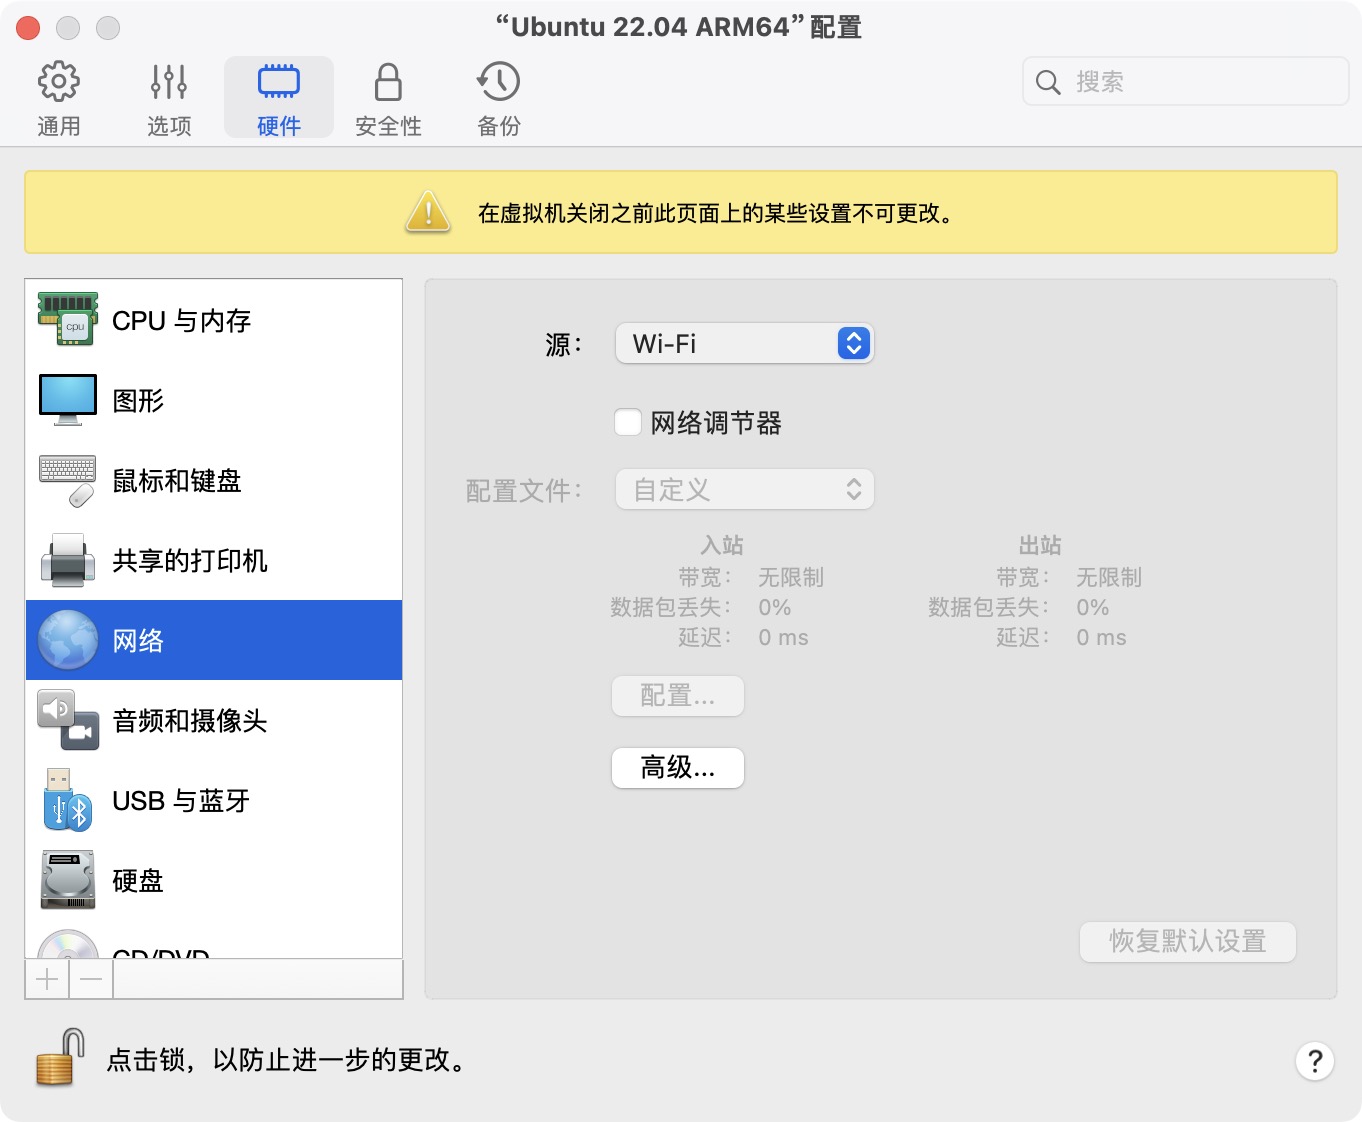 “Ubuntu 22.04 ARM64”配置
通用
选项
硬件
安全性
备份
搜索
在虚拟机关闭之前此页面上的某些设置不可更改。
cpu
CPU 与内存
图形
鼠标和键盘
共享的打印机
网络
音频和摄像头
USB 与蓝牙
硬盘
CD/DVD
源：
Wi-Fi
网络调节器
配置文件：
自定义
入站
出站
带宽： 无限制
带宽： 无限制
数据包丢失： 0%
数据包丢失： 0%
延迟： 0 ms
延迟： 0 ms
配置...
高级...
恢复默认设置
点击锁，以防止进一步的更改。
?